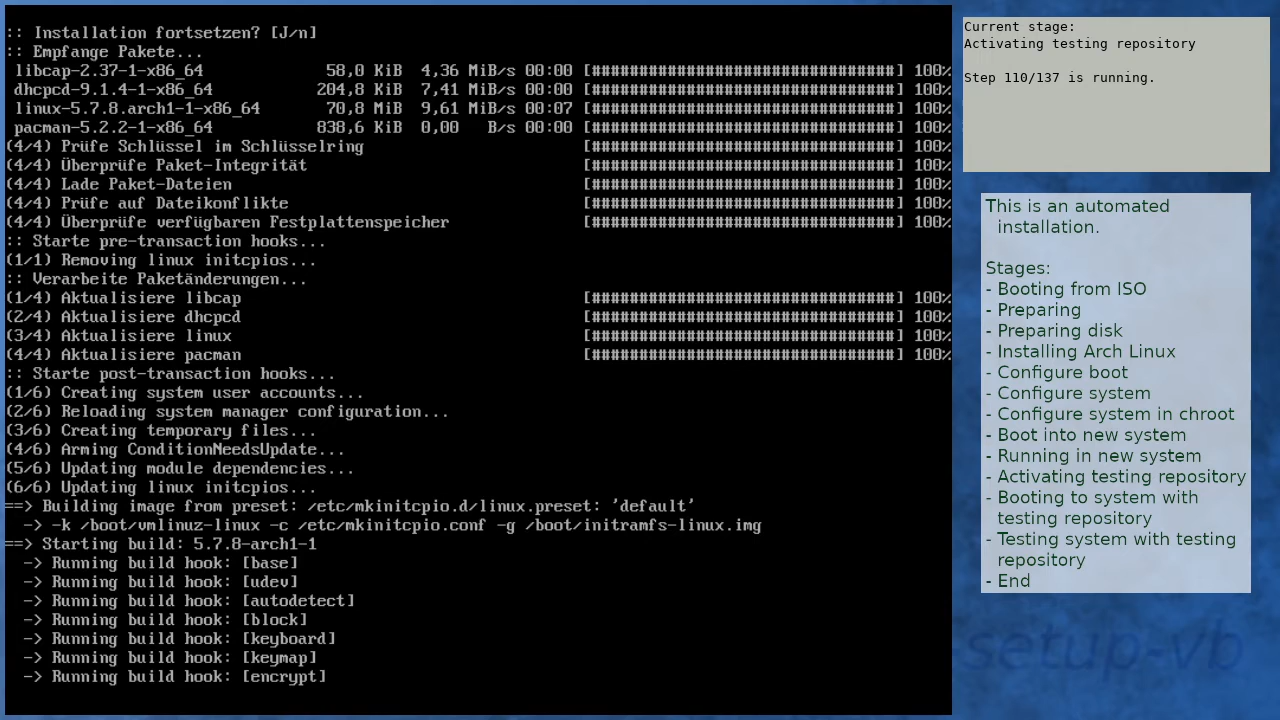 :: Installation fortsetzen? [J/n]
:: Empfange Pakete...
 libcap-2.37-1-x86_64             58,0 KiB  4,36 MiB/s 00:00 [################################] 100%
 dhcpcd-9.1.4-1-x86_64           204,8 KiB  7,41 MiB/s 00:00 [################################] 100%
 linux-5.7.8.arch1-1-x86_64       70,8 MiB  9,61 MiB/s 00:07 [################################] 100%
 pacman-5.2.2-1-x86_64           838,6 KiB  0,00   B/s 00:00 [################################] 100%
(4/4) Prüfe Schlüssel im Schlüsselring                       [################################] 100%
(4/4) Überprüfe Paket-Integrität                             [################################] 100%
(4/4) Lade Paket-Dateien                                     [################################] 100%
(4/4) Prüfe auf Dateikonflikte                               [################################] 100%
(4/4) Überprüfe verfügbaren Festplattenspeicher              [################################] 100%
:: Starte pre-transaction hooks...
(1/1) Removing linux initcpios...
:: Verarbeite Paketänderungen...
(1/4) Aktualisiere libcap                                    [################################] 100%
(2/4) Aktualisiere dhcpcd                                    [################################] 100%
(3/4) Aktualisiere linux                                     [################################] 100%
(4/4) Aktualisiere pacman                                    [################################] 100%
:: Starte post-transaction hooks...
(1/6) Creating system user accounts...
(2/6) Reloading system manager configuration...
(3/6) Creating temporary files...
(4/6) Arming ConditionNeedsUpdate...
(5/6) Updating module dependencies...
(6/6) Updating linux initcpios...
==> Building image from preset: /etc/mkinitcpio.d/linux.preset: 'default'
  -> -k /boot/vmlinuz-linux -c /etc/mkinitcpio.conf -g /boot/initramfs-linux.img
==> Starting build: 5.7.8-arch1-1
  -> Running build hook: [base]
  -> Running build hook: [udev]
  -> Running build hook: [autodetect]
  -> Running build hook: [block]
  -> Running build hook: [keyboard]
  -> Running build hook: [keymap]
  -> Running build hook: [encrypt]
Current stage:
Activating testing repository
Step 110/137 is running.
This is an automated
installation.
Stages:
- Booting from ISO
- Preparing
- Preparing disk
- Installing Arch Linux
- Configure boot
- Configure system
- Configure system in chroot
- Boot into new system
- Running in new system
- Activating testing repository
- Booting to system with
testing repository
- Testing system with testing
repository
- End
setup-vb